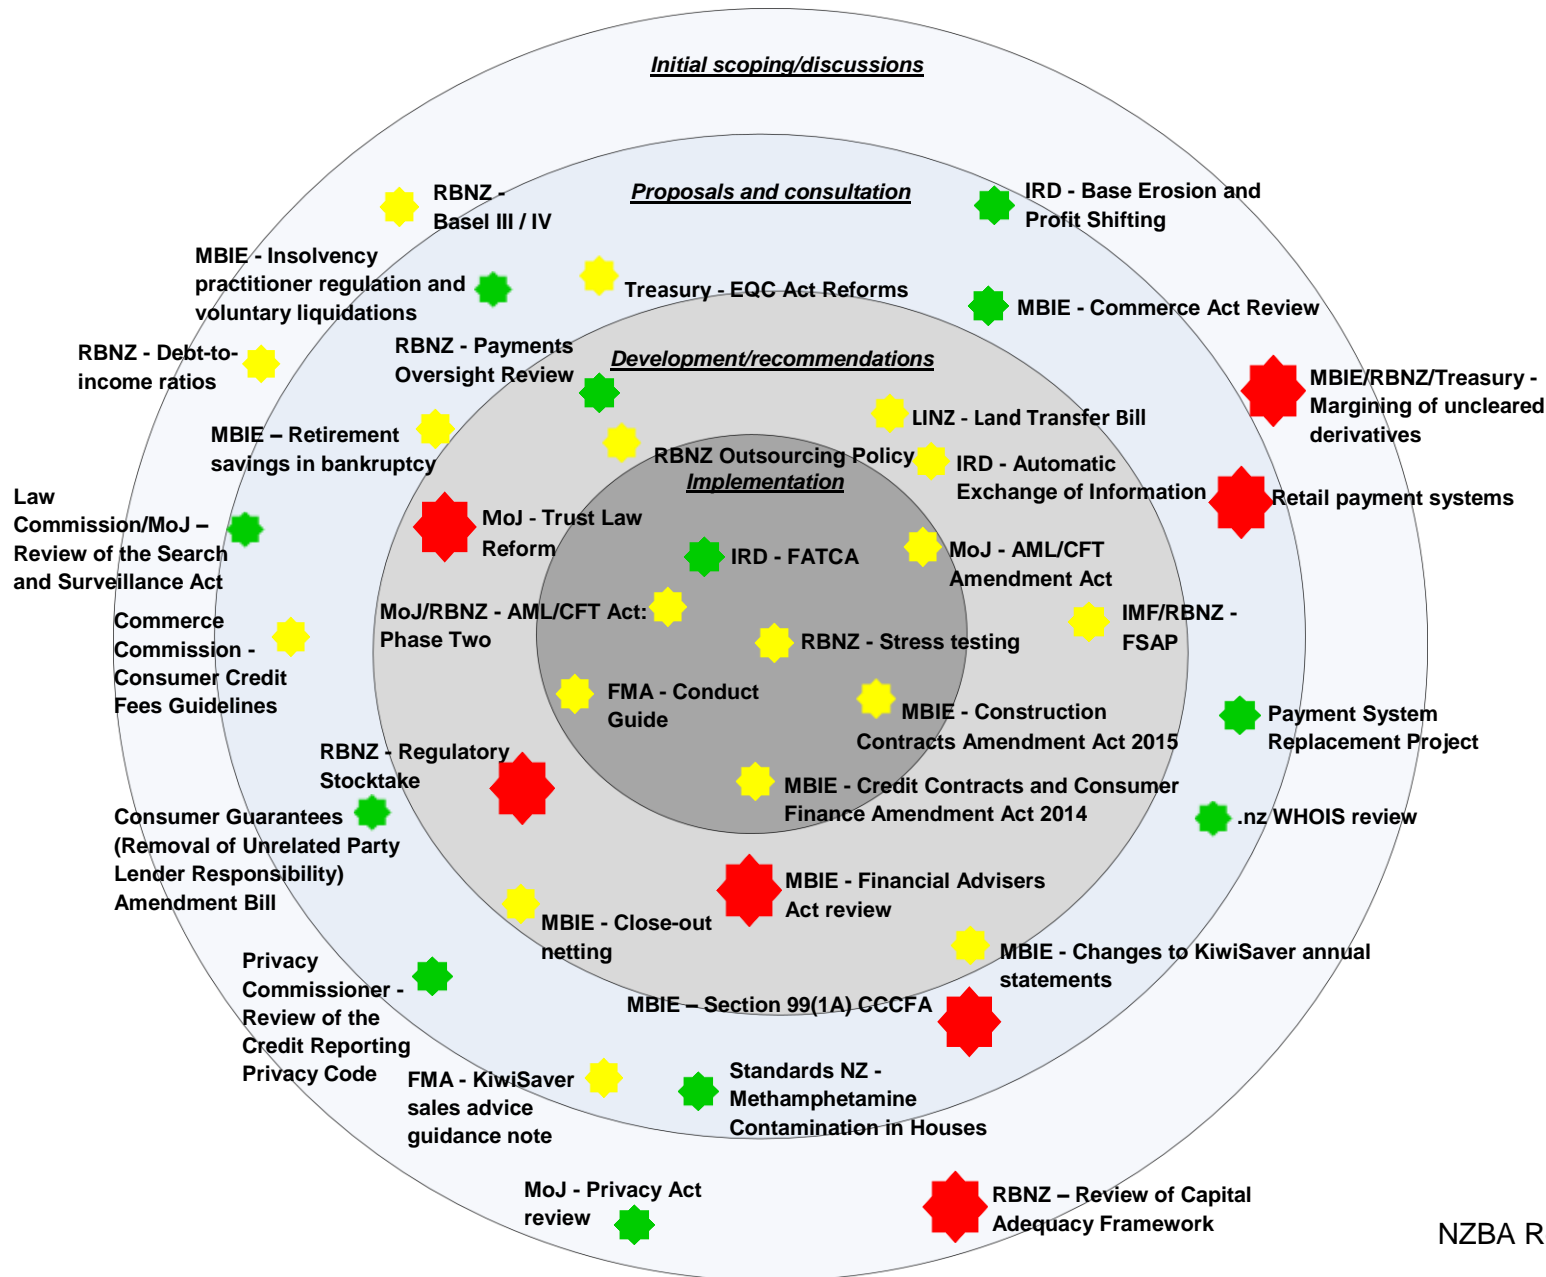 Initial scoping/discussions
Proposals and consultation
RBNZ -
Basel III / IV
IRD - Base Erosion and
Profit Shifting
MBIE - Insolvency
practitioner regulation and
voluntary liquidations
Treasury - EQC Act Reforms
MBIE - Commerce Act Review
RBNZ - Debt-to-
income ratios
RBNZ - Payments
Oversight Review
Development/recommendations
MBIE/RBNZ/Treasury -
Margining of uncleared
derivatives
MBIE – Retirement
savings in bankruptcy
LINZ - Land Transfer Bill
RBNZ Outsourcing Policy
Implementation
IRD - Automatic
Exchange of Information
Retail payment systems
Law
Commission/MoJ –
Review of the Search
and Surveillance Act
MoJ - Trust Law
Reform
IRD - FATCA
MoJ - AML/CFT
Amendment Act
MoJ/RBNZ - AML/CFT Act:
Phase Two
RBNZ - Stress testing
IMF/RBNZ -
FSAP
Commerce
Commission -
Consumer Credit
Fees Guidelines
FMA - Conduct
Guide
MBIE - Construction
Contracts Amendment Act 2015
Payment System
Replacement Project
RBNZ - Regulatory
Stocktake
MBIE - Credit Contracts and Consumer
Finance Amendment Act 2014
Consumer Guarantees
(Removal of Unrelated Party
Lender Responsibility)
Amendment Bill
.nz WHOIS review
MBIE - Financial Advisers
Act review
MBIE - Close-out
netting
MBIE - Changes to KiwiSaver annual
statements
Privacy
Commissioner -
Review of the
Credit Reporting
Privacy Code
MBIE – Section 99(1A) CCCFA
FMA - KiwiSaver
sales advice
guidance note
Standards NZ -
Methamphetamine
Contamination in Houses
MoJ - Privacy Act
review
RBNZ – Review of Capital
Adequacy Framework
NZBA R